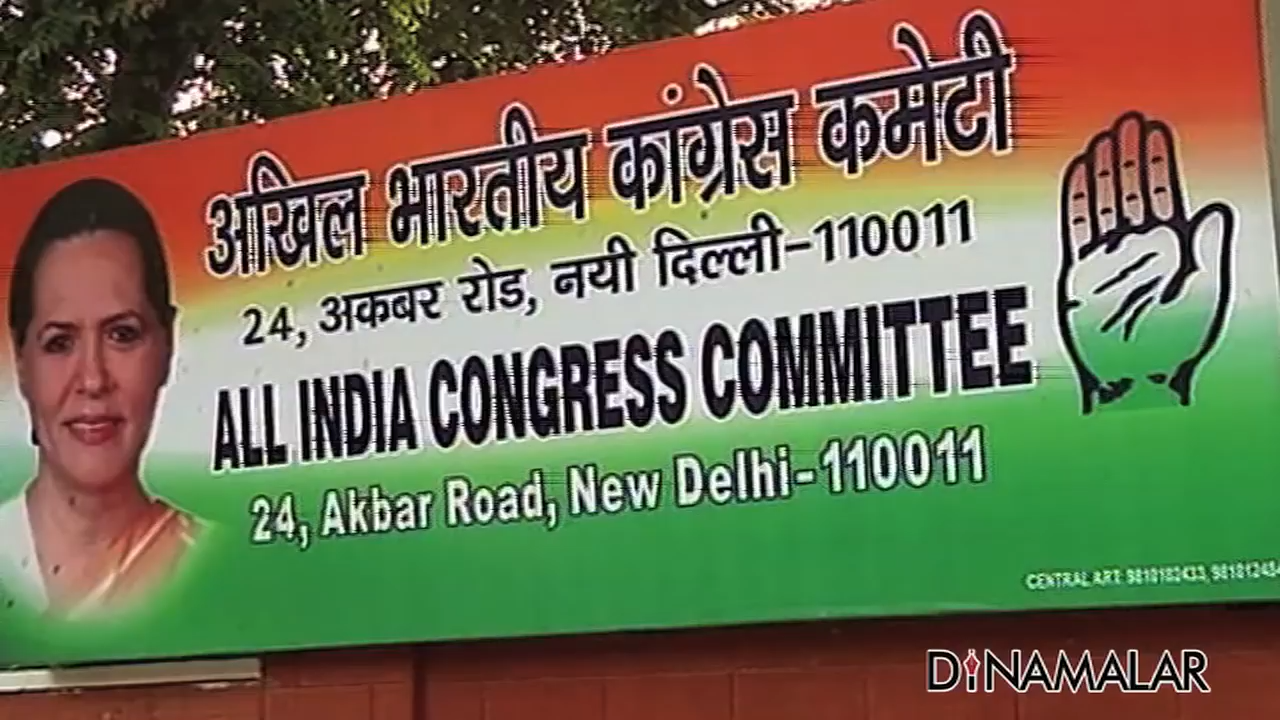 अखिल भारतीय कांग्रेस कमेटी
24, अकबर रोड, नयी दिल्ली-110011
ALL INDIA CONGRESS COMMITTEE
24, Akbar Road, New Delhi-110011
CENTRAL ART:
DINAMALAR